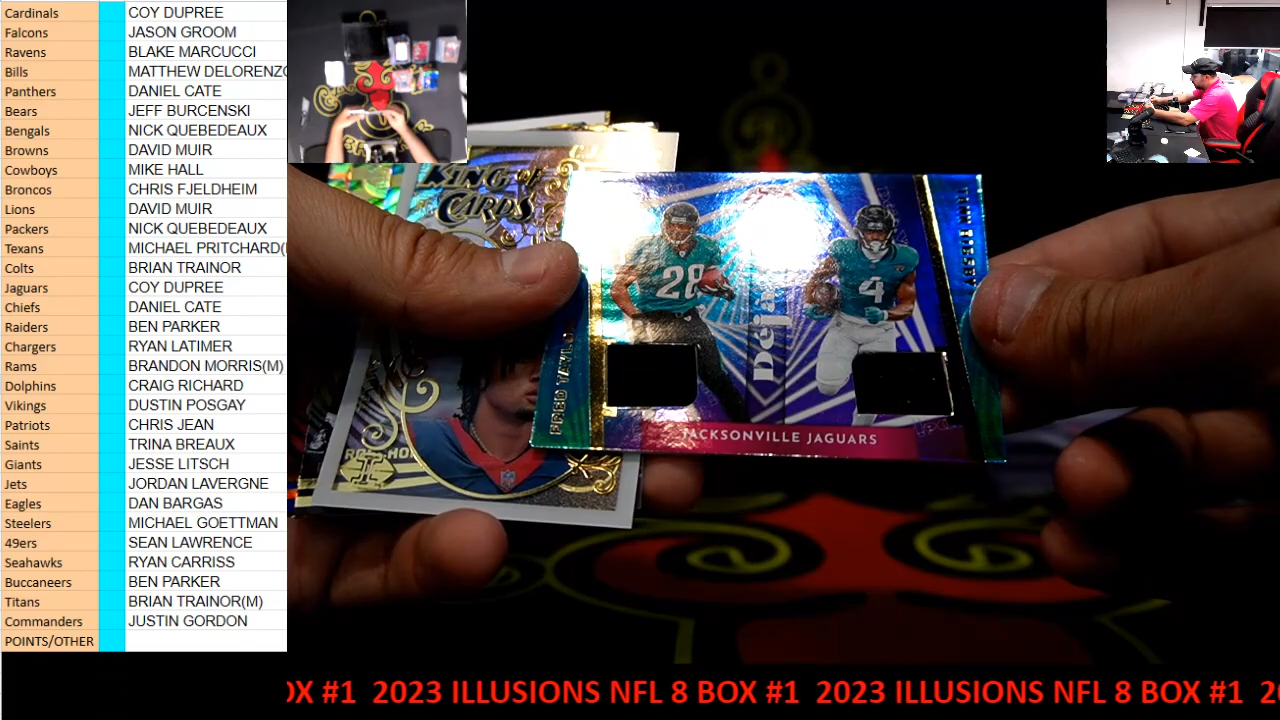 Cardinals COY DUPREE
Falcons JASON GROOM
Ravens BLAKE MARCUCCI
Bills MATTHEW DELORENZO
Panthers DANIEL CATE
Bears JEFF BURCENSKI
Bengals NICK QUEBEDEAUX
Browns DAVID MUIR
Cowboys MIKE HALL
Broncos CHRIS FJELDHEIM
Lions DAVID MUIR
Packers NICK QUEBEDEAUX
Texans MICHAEL PRITCHARD(
Colts BRIAN TRAINOR
Jaguars COY DUPREE
Chiefs DANIEL CATE
Raiders BEN PARKER
Chargers RYAN LATIMER
Rams BRANDON MORRIS(M)
Dolphins CRAIG RICHARD
Vikings DUSTIN POSGAY
Patriots CHRIS JEAN
Saints TRINA BREAUX
Giants JESSE LITSCH
Jets JORDAN LAVERGNE
Eagles DAN BARGAS
Steelers MICHAEL GOETTMAN
49ers SEAN LAWRENCE
Seahawks RYAN CARRISS
Buccaneers BEN PARKER
Titans BRIAN TRAINOR(M)
Commanders JUSTIN GORDON
POINTS/OTHER
KING OF
CARDS
FRED TAYLO
28
Deja
4
JACKSONVILLE JAGUARS
OX #1 2023 ILLUSIONS NFL 8 BOX #1 2023 ILLUSIONS NFL 8 BOX #1 2